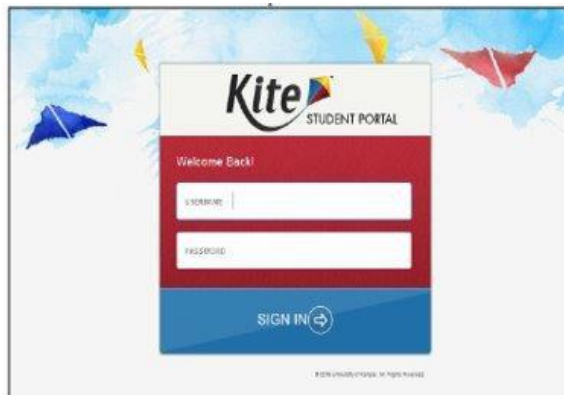 Kite
STUDENT PORTAL
Welcome Back!
USERNAME
PASSWORD
SIGN IN